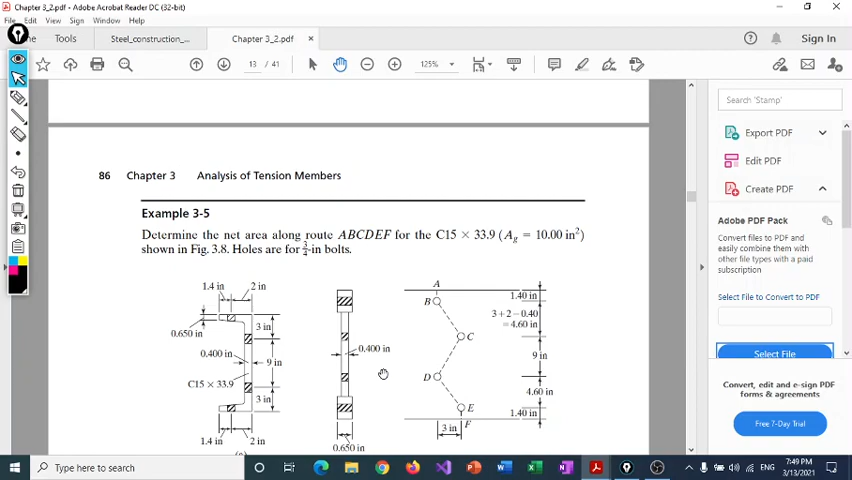 Chapter 3_2.pdf - Adobe Acrobat Reader DC (32-bit)
File Edit View Sign Window Help
Tools Steel_construction_... Chapter 3_2.pdf × Sign In
13 / 41 125%
86 Chapter 3 Analysis of Tension Members
Example 3-5
Determine the net area along route ABCDEF for the C15 × 33.9 (Ag = 10.00 in²)
shown in Fig. 3.8. Holes are for 3/4-in bolts.
1.4 in 2 in
0.650 in
3 in
0.400 in
9 in
C15 × 33.9
3 in
1.4 in 2 in
(a)
0.400 in
0.650 in
A
B
C
D
E
F
3 in
1.40 in
3 + 2 − 0.40
= 4.60 in
9 in
4.60 in
1.40 in
Search 'Stamp'
Export PDF
Edit PDF
Create PDF
Adobe PDF Pack
Convert files to PDF and
easily combine them with
other file types with a paid
subscription
Select File to Convert to PDF
Select File
Convert, edit and e-sign PDF
forms & agreements
Free 7-Day Trial
Type here to search
ENG
7:49 PM
3/13/2021